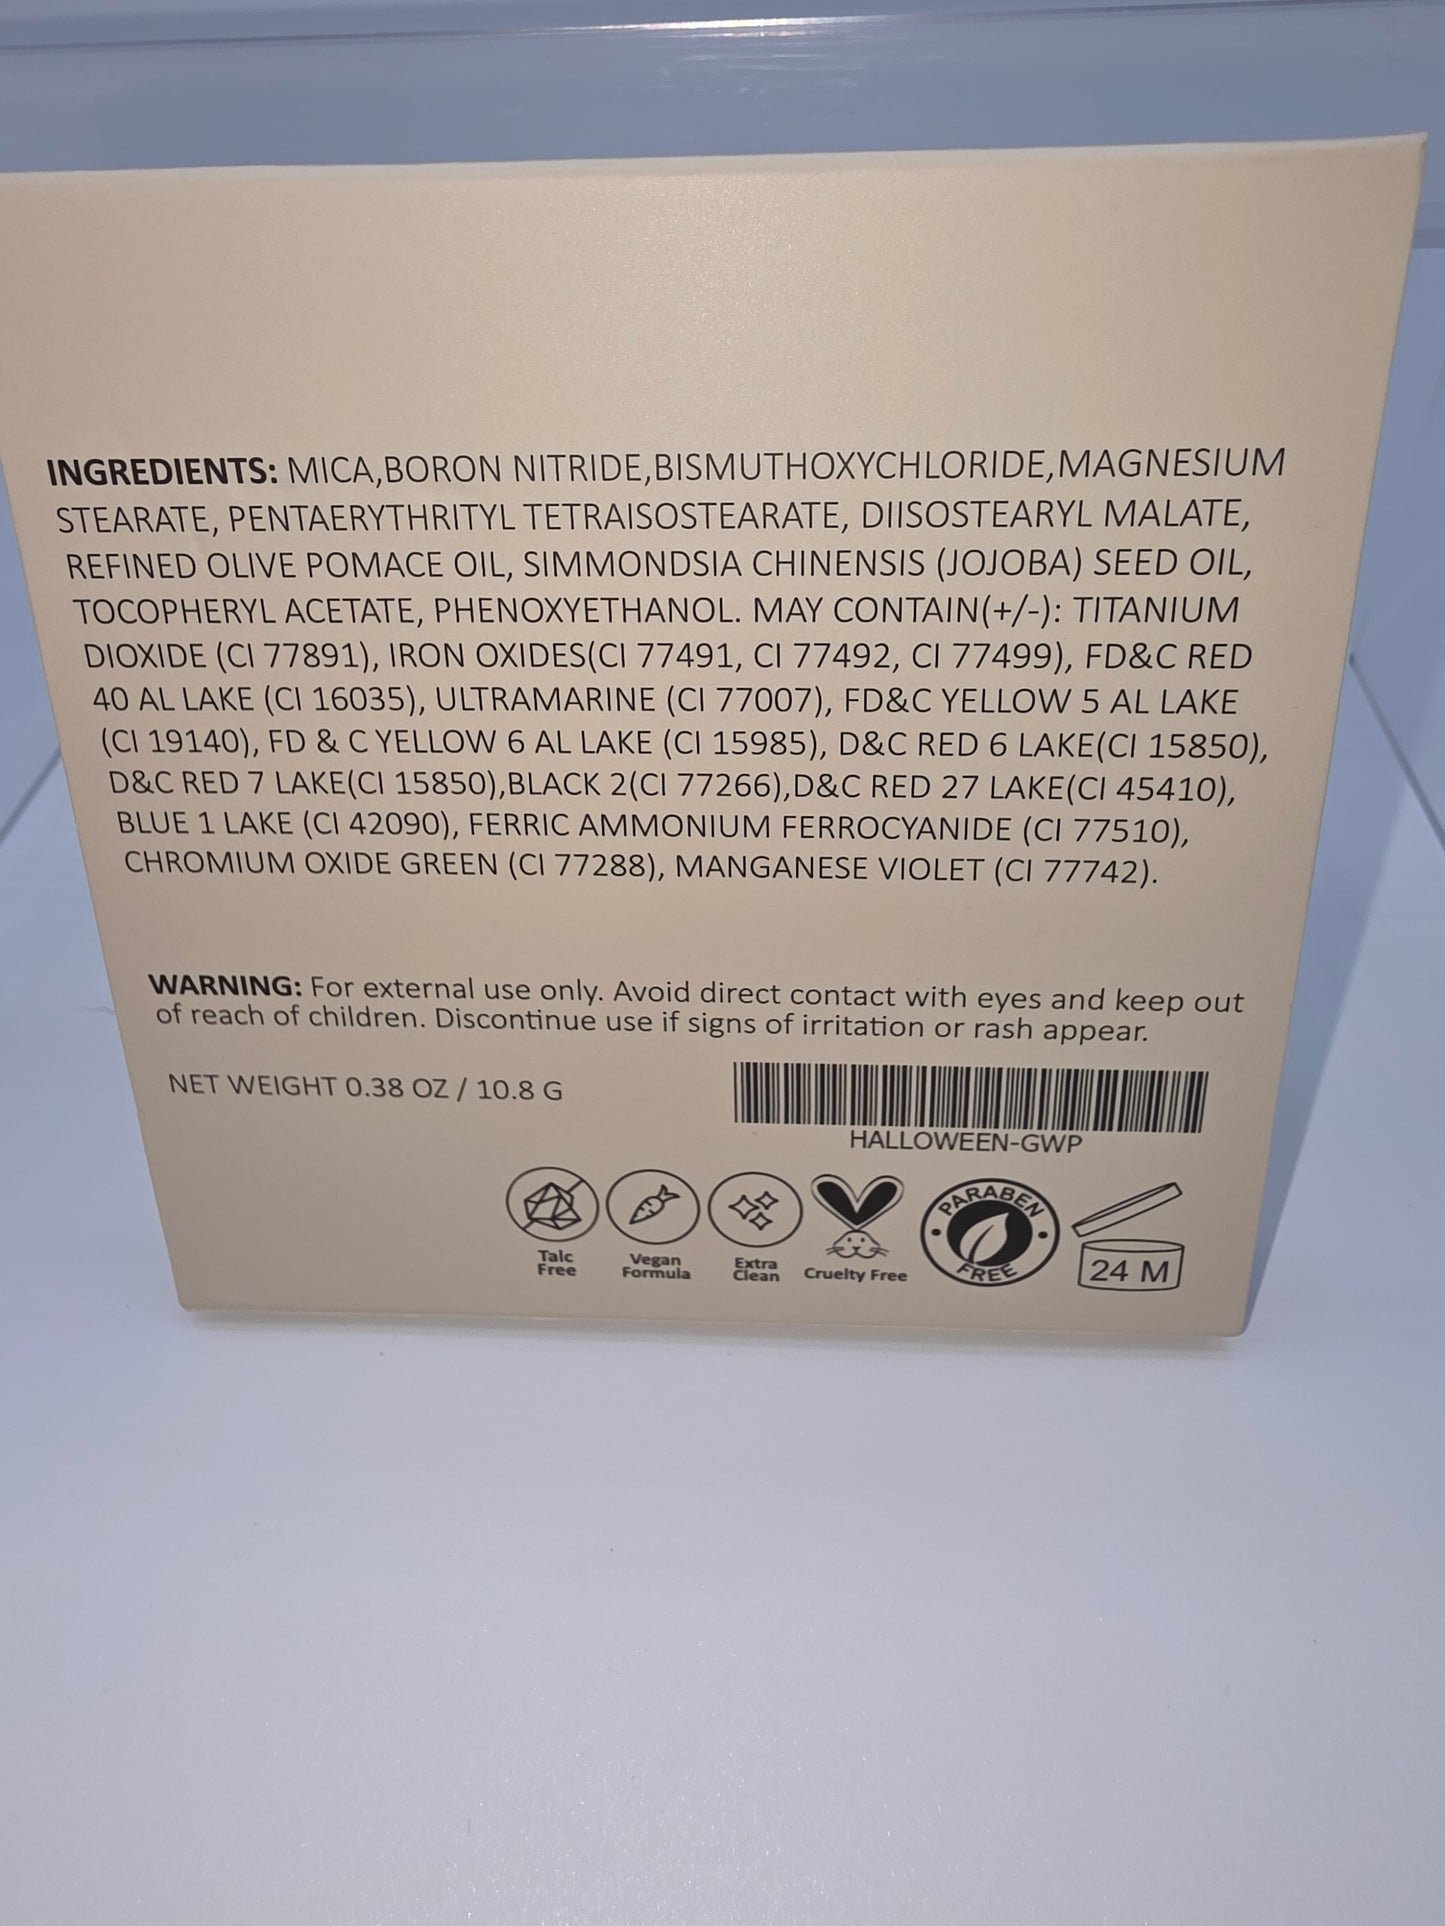 INGREDIENTS: MICA,BORON NITRIDE,BISMUTHOXYCHLORIDE,MAGNESIUM
STEARATE, PENTAERYTHRITYL TETRAISOSTEARATE, DIISOSTEARYL MALATE,
REFINED OLIVE POMACE OIL, SIMMONDSIA CHINENSIS (JOJOBA) SEED OIL,
TOCOPHERYL ACETATE, PHENOXYETHANOL. MAY CONTAIN(+/-): TITANIUM
DIOXIDE (CI 77891), IRON OXIDES(CI 77491, CI 77492, CI 77499), FD&C RED
40 AL LAKE (CI 16035), ULTRAMARINE (CI 77007), FD&C YELLOW 5 AL LAKE
(CI 19140), FD & C YELLOW 6 AL LAKE (CI 15985), D&C RED 6 LAKE(CI 15850),
D&C RED 7 LAKE(CI 15850),BLACK 2(CI 77266),D&C RED 27 LAKE(CI 45410),
BLUE 1 LAKE (CI 42090), FERRIC AMMONIUM FERROCYANIDE (CI 77510),
CHROMIUM OXIDE GREEN (CI 77288), MANGANESE VIOLET (CI 77742).
WARNING: For external use only. Avoid direct contact with eyes and keep out
of reach of children. Discontinue use if signs of irritation or rash appear.
NET WEIGHT 0.38 OZ / 10.8 G
HALLOWEEN-GWP
Talc
Free
Vegan
Formula
Extra
Clean
Cruelty Free
PARABEN
FREE
24 M